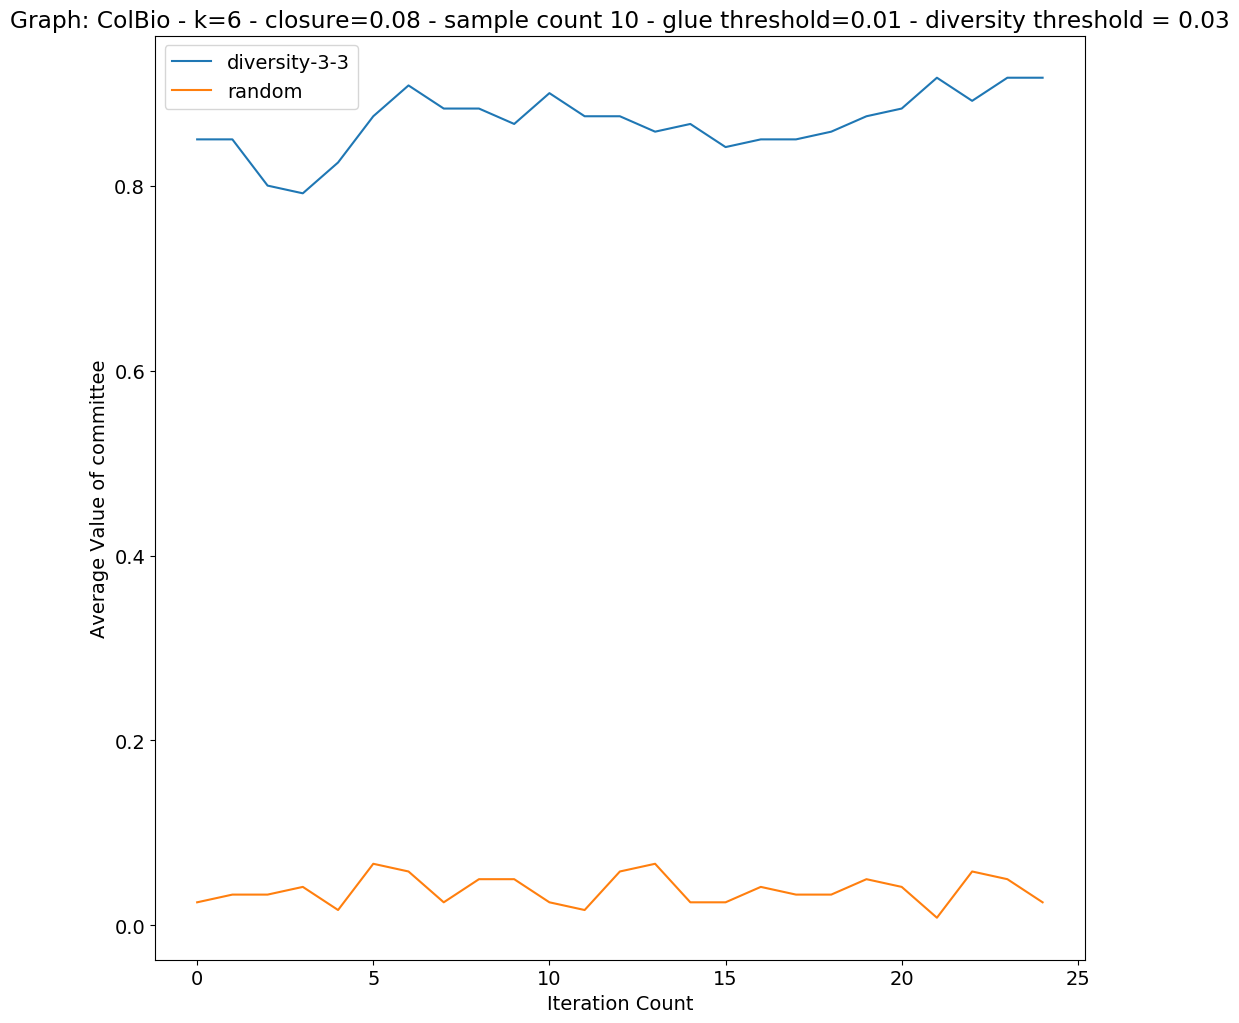 Graph: ColBio - k=6 - closure=0.08 - sample count 10 - glue threshold=0.01 - diversity threshold = 0.03
diversity-3-3
random
Average Value of committee
0.8
0.6
0.4
0.2
0.0
0 5 10 15 20 25
Iteration Count